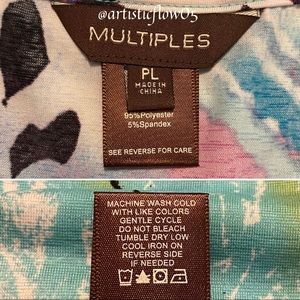 @artisticflow05
MULTIPLES
PL
MADE IN
CHINA
95%Polyester
5%Spandex
SEE REVERSE FOR CARE
MACHINE WASH COLD
WITH LIKE COLORS
GENTLE CYCLE
DO NOT BLEACH
TUMBLE DRY LOW
COOL IRON ON
REVERSE SIDE
IF NEEDED